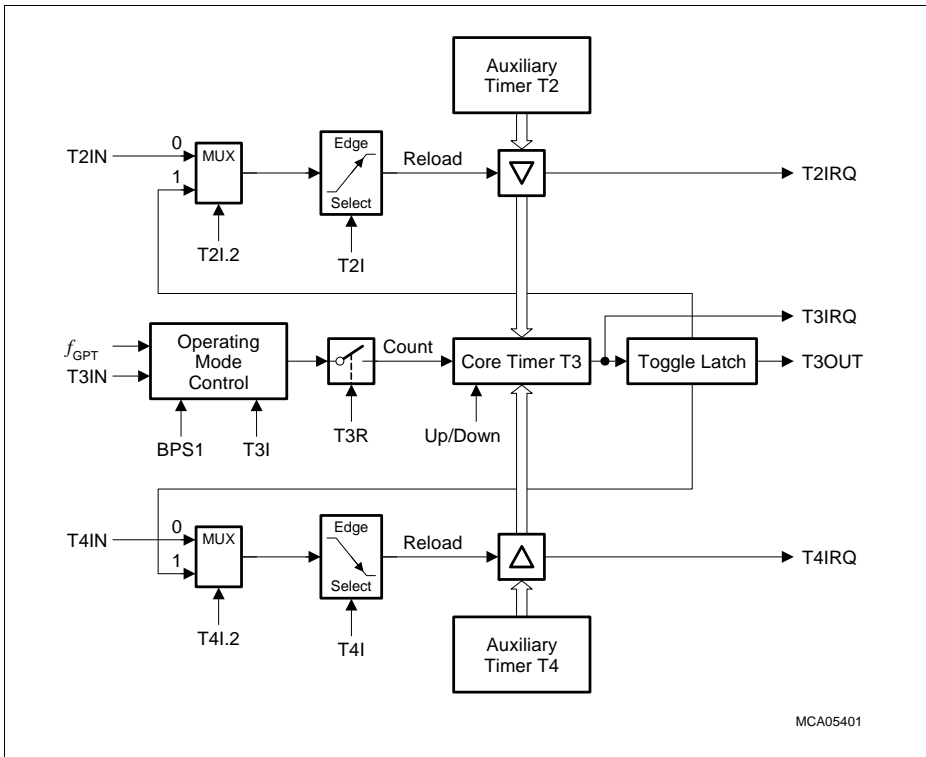 Auxiliary
Timer T2
T2IN
0
1
MUX
Edge
Select
Reload
T2IRQ
T2I.2
T2I
T3IRQ
fGPT
T3IN
Operating
Mode
Control
Count
Core Timer T3
Toggle Latch
T3OUT
BPS1
T3I
T3R
Up/Down
T4IN
0
1
MUX
Edge
Select
Reload
T4IRQ
T4I.2
T4I
Auxiliary
Timer T4
MCA05401